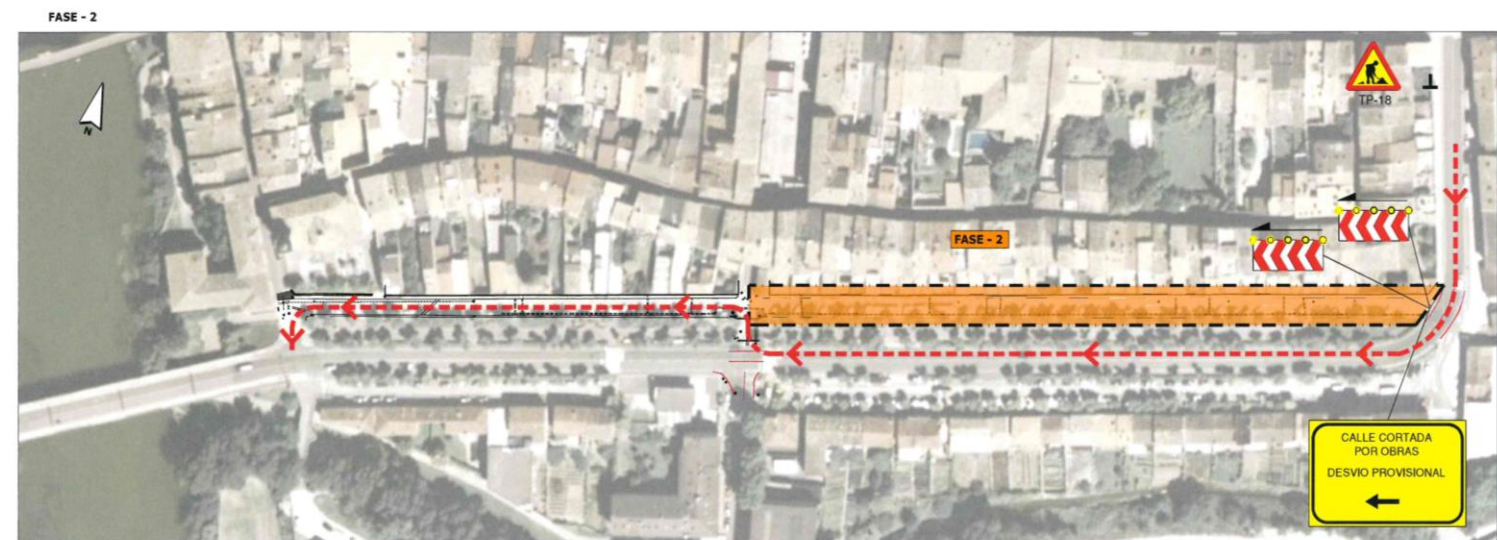 FASE - 2
N
TP-18
FASE - 2
CALLE CORTADA
POR OBRAS
DESVIO PROVISIONAL